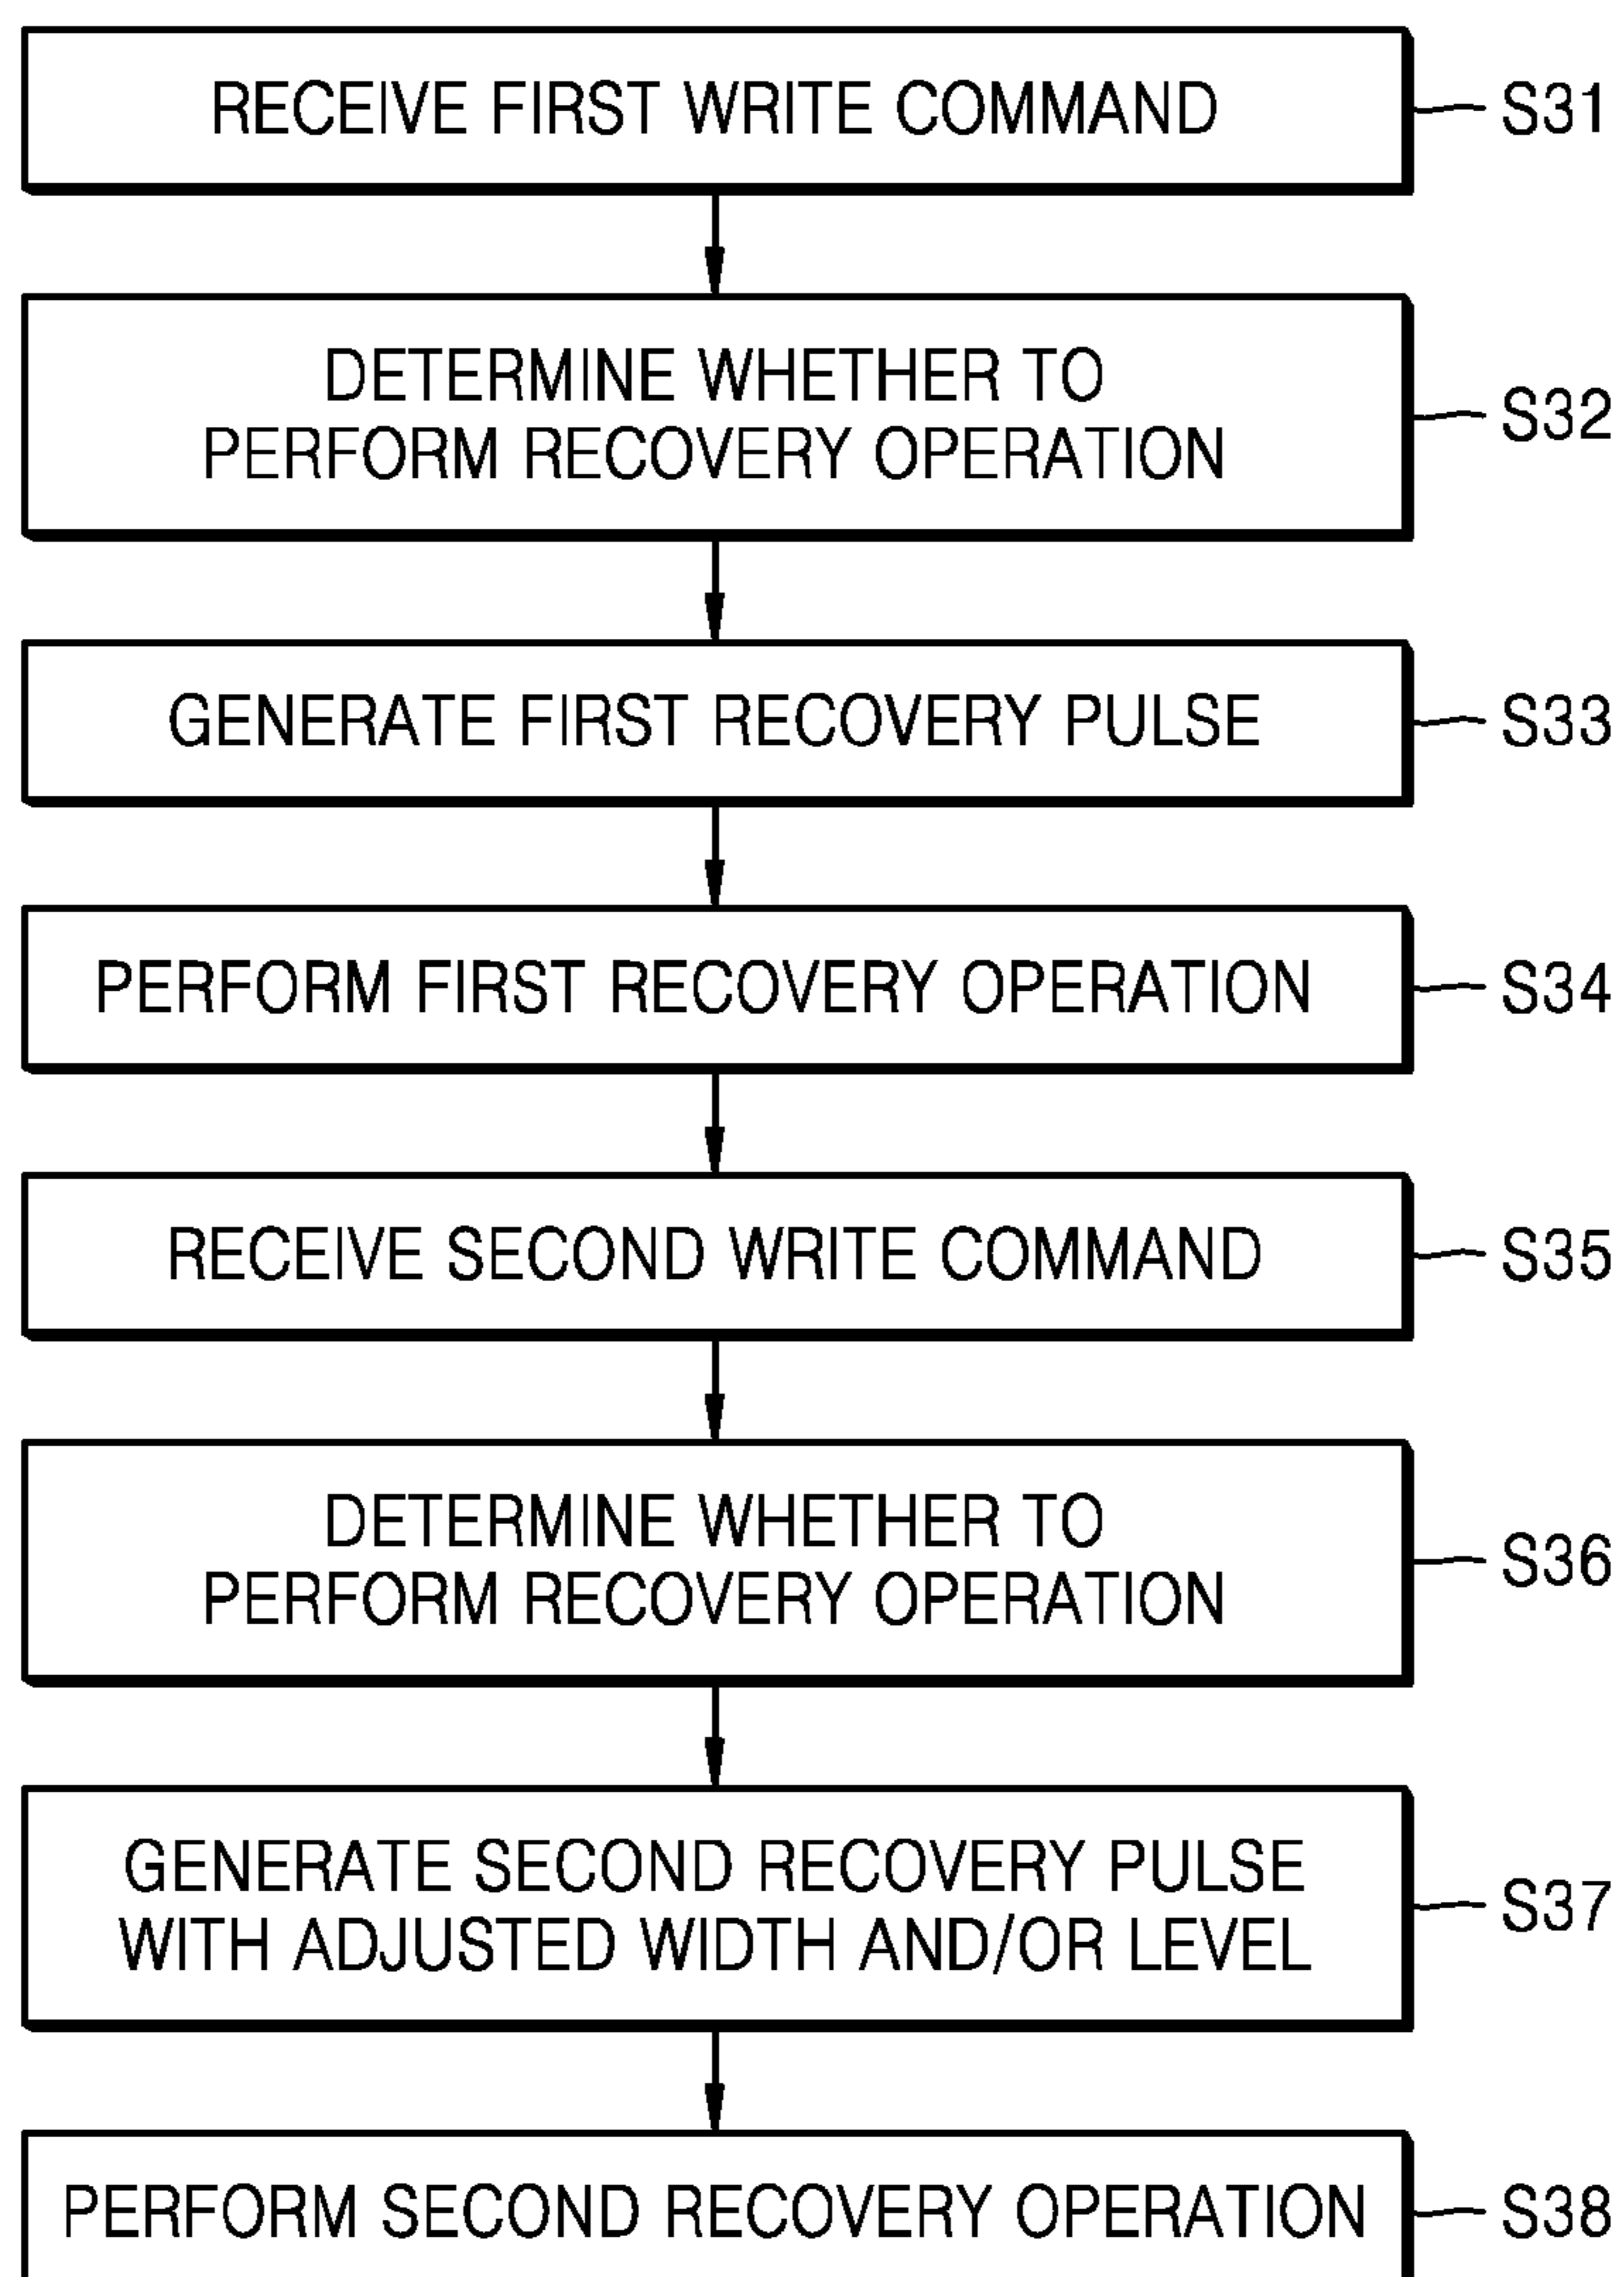 RECEIVE FIRST WRITE COMMAND
S31
DETERMINE WHETHER TO
PERFORM RECOVERY OPERATION
S32
GENERATE FIRST RECOVERY PULSE
S33
PERFORM FIRST RECOVERY OPERATION
S34
RECEIVE SECOND WRITE COMMAND
S35
DETERMINE WHETHER TO
PERFORM RECOVERY OPERATION
S36
GENERATE SECOND RECOVERY PULSE
WITH ADJUSTED WIDTH AND/OR LEVEL
S37
PERFORM SECOND RECOVERY OPERATION
S38